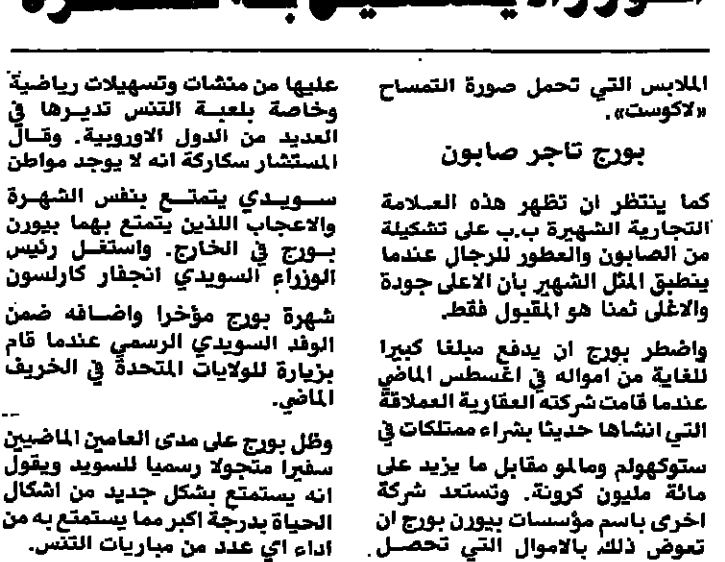 الملابس التي تحمل صورة التمساح
«لاكوست».
بورج تاجر صابون
كما ينتظر ان تظهر هذه العلامة
التجارية الشهيرة ب.ب على تشكيلة
من الصابون والعطور للرجال عندما
ينطبق المثل الشهير بأن الاعلى جودة
والاغلى ثمنا هو المقبول فقط.
واضطر بورج ان يدفع مبلغا كبيرا
للغاية من امواله في اغسطس الماضي
عندما قامت شركته العقارية العملاقة
التي انشاها حديثا بشراء ممتلكات في
ستوكهولم ومالمو مقابل ما يزيد على
مائة مليون كرونة. وتستعد شركة
اخرى باسم مؤسسات بيورن بورج ان
تعوض ذلك بالاموال التي تحصل
عليها من منشات وتسهيلات رياضية
وخاصة بلعبة التنس تديرها في
العديد من الدول الاوروبية. وقال
المستشار سكاركة انه لا يوجد مواطن
سويدي يتمتع بنفس الشهرة
والاعجاب اللذين يتمتع بهما بيورن
بورج في الخارج. واستغل رئيس
الوزراء السويدي انجفار كارلسون
شهرة بورج مؤخرا واضافه ضمن
الوفد السويدي الرسمي عندما قام
بزيارة للولايات المتحدة في الخريف
الماضي.
وظل بورج على مدى العامين الماضيين
سفيرا متجولا رسميا للسويد ويقول
انه يستمتع بشكل جديد من اشكال
الحياة بدرجة اكبر مما يستمتع به من
اداء اي عدد من مباريات التنس.